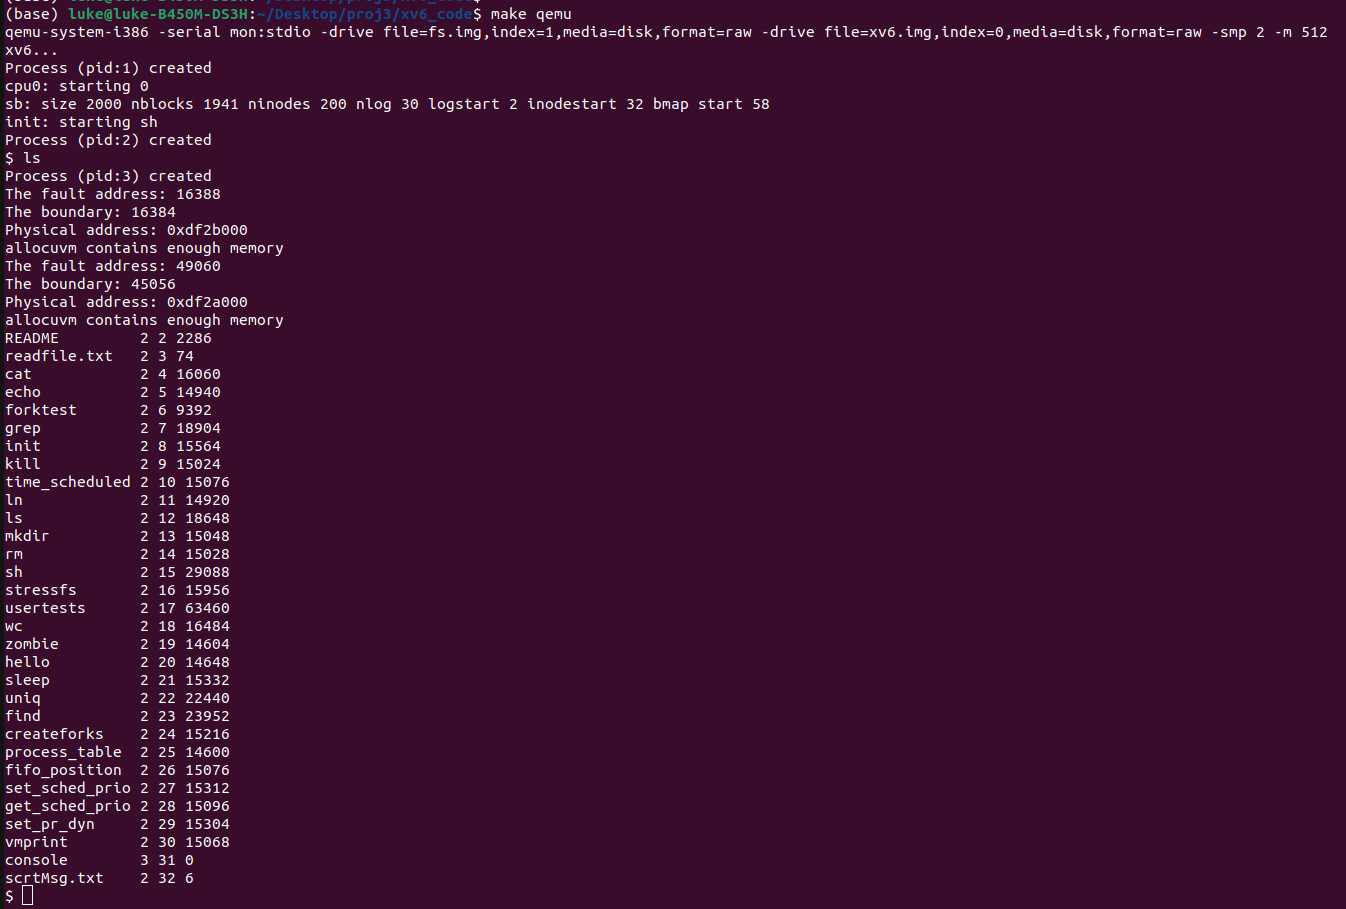 (base) luke@luke-B450M-DS3H:~/Desktop/proj3/xv6_code$
(base) luke@luke-B450M-DS3H:~/Desktop/proj3/xv6_code$ make qemu
qemu-system-i386 -serial mon:stdio -drive file=fs.img,index=1,media=disk,format=raw -drive file=xv6.img,index=0,media=disk,format=raw -smp 2 -m 512
xv6...
Process (pid:1) created
cpu0: starting 0
sb: size 2000 nblocks 1941 ninodes 200 nlog 30 logstart 2 inodestart 32 bmap start 58
init: starting sh
Process (pid:2) created
$ ls
Process (pid:3) created
The fault address: 16388
The boundary: 16384
Physical address: 0xdf2b000
allocuvm contains enough memory
The fault address: 49060
The boundary: 45056
Physical address: 0xdf2a000
allocuvm contains enough memory
README         2 2 2286
readfile.txt   2 3 74
cat            2 4 16060
echo           2 5 14940
forktest       2 6 9392
grep           2 7 18904
init           2 8 15564
kill           2 9 15024
time_scheduled 2 10 15076
ln             2 11 14920
ls             2 12 18648
mkdir          2 13 15048
rm             2 14 15028
sh             2 15 29088
stressfs       2 16 15956
usertests      2 17 63460
wc             2 18 16484
zombie         2 19 14604
hello          2 20 14648
sleep          2 21 15332
uniq           2 22 22440
find           2 23 23952
createforks    2 24 15216
process_table  2 25 14600
fifo_position  2 26 15076
set_sched_prio 2 27 15312
get_sched_prio 2 28 15096
set_pr_dyn     2 29 15304
vmprint        2 30 15068
console        3 31 0
scrtMsg.txt    2 32 6
$